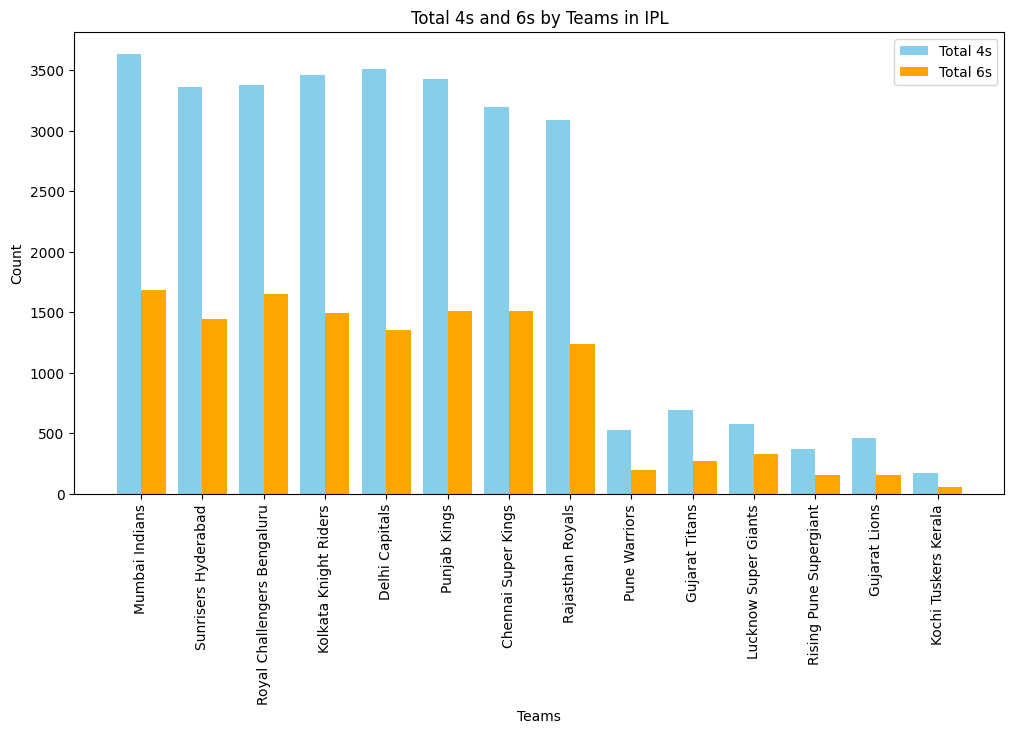 Total 4s and 6s by Teams in IPL
Total 4s
Total 6s
Count
3500
3000
2500
2000
1500
1000
500
0
Mumbai Indians
Sunrisers Hyderabad
Royal Challengers Bengaluru
Kolkata Knight Riders
Delhi Capitals
Punjab Kings
Chennai Super Kings
Rajasthan Royals
Pune Warriors
Gujarat Titans
Lucknow Super Giants
Rising Pune Supergiant
Gujarat Lions
Kochi Tuskers Kerala
Teams